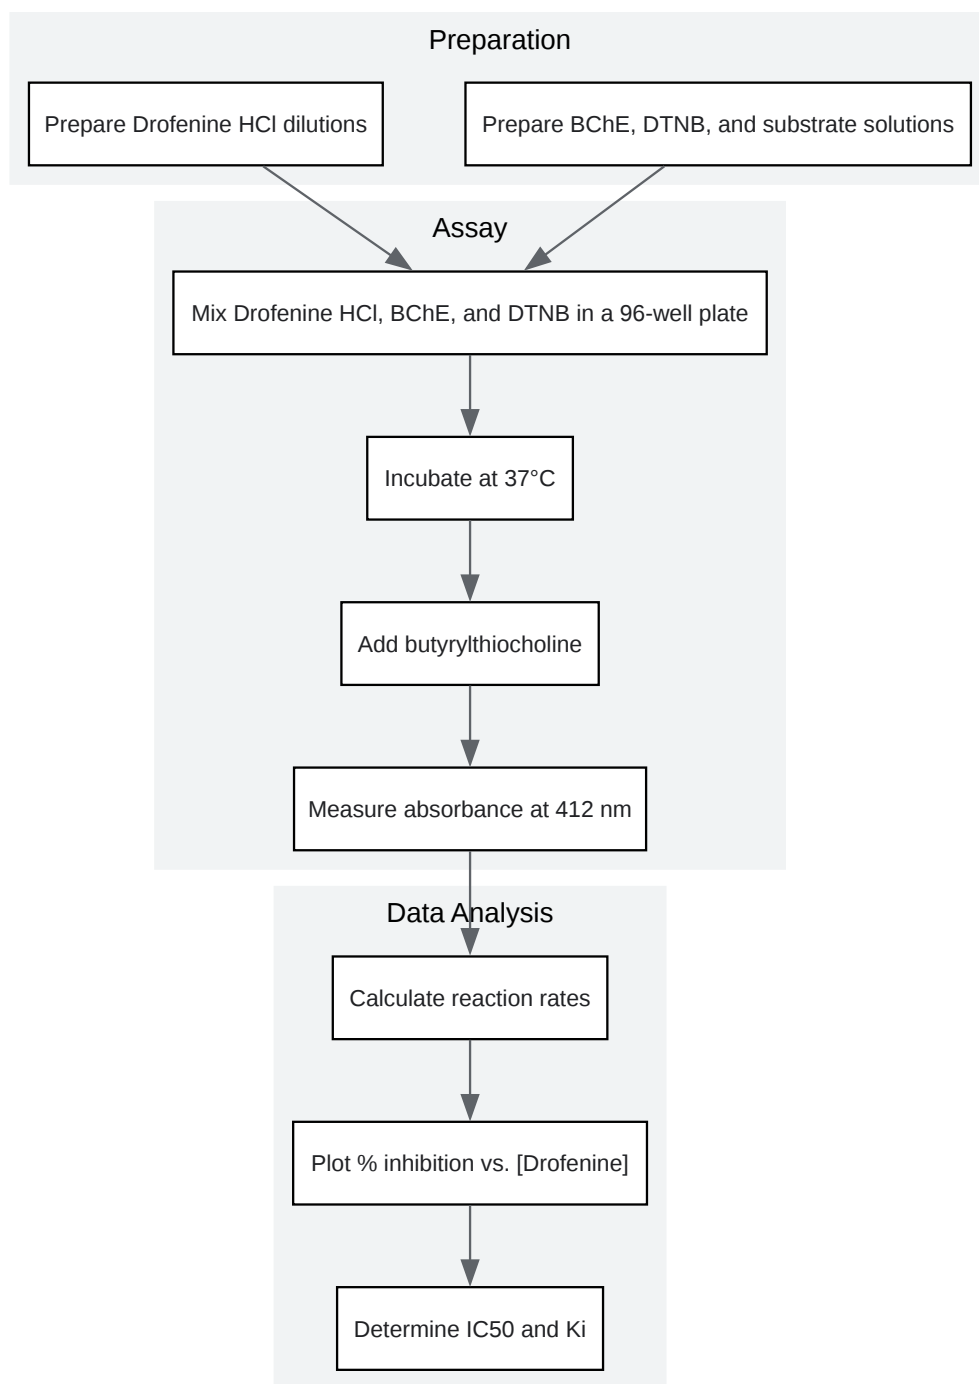 Preparation
Prepare Drofenine HCl dilutions
Prepare BChE, DTNB, and substrate solutions
Assay
Mix Drofenine HCl, BChE, and DTNB in a 96-well plate
Incubate at 37°C
Add butyrylthiocholine
Measure absorbance at 412 nm
Data Analysis
Calculate reaction rates
Plot % inhibition vs. [Drofenine]
Determine IC50 and Ki